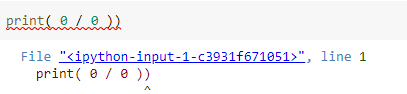 print( 0 / 0 ))
File "<ipython-input-1-c3931f671051>", line 1
print( 0 / 0 ))
^